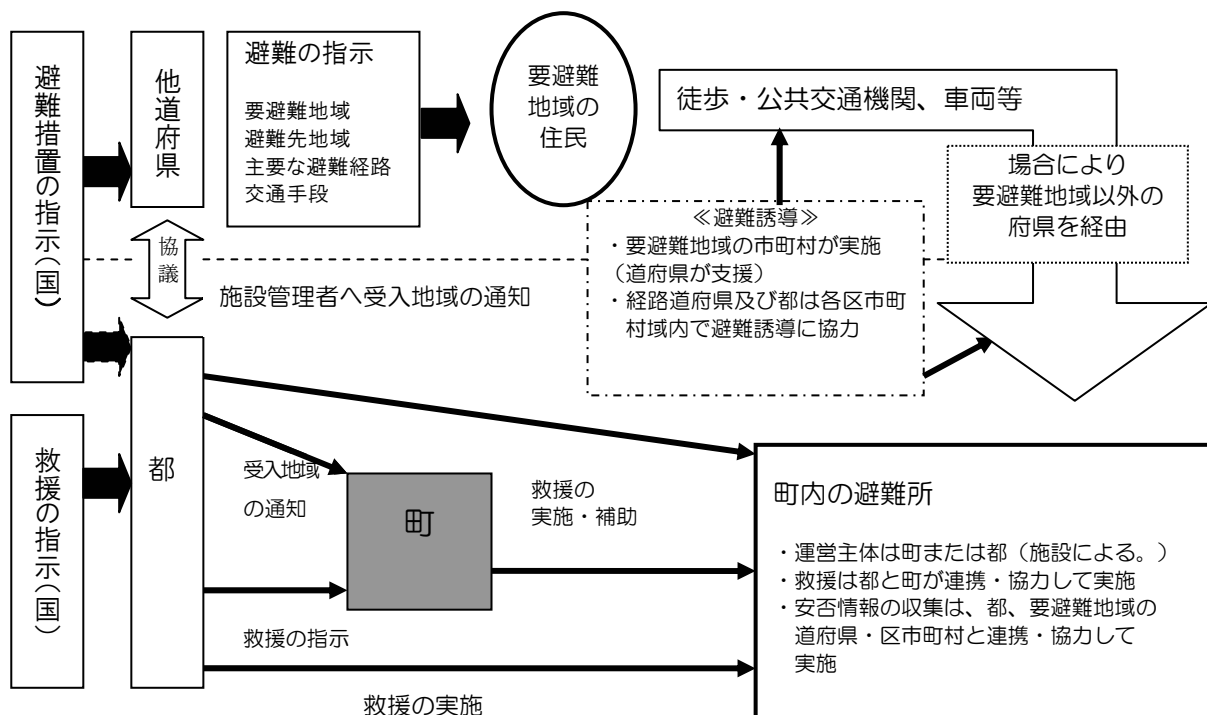 避難措置の指示（国）
他道府県
避難の指示
要避難地域
避難先地域
主要な避難経路
交通手段
要避難
地域の
住民
徒歩・公共交通機関、車両等
場合により
要避難地域以外の
府県を経由
≪避難誘導≫
・要避難地域の市町村が実施
（道府県が支援）
・経路道府県及び都は各区市町
村域内で避難誘導に協力
協議
施設管理者へ受入地域の通知
救援の指示（国）
都
受入地域
の通知
町
救援の
実施・補助
救援の指示
救援の実施
町内の避難所
・運営主体は町または都（施設による。）
・救援は都と町が連携・協力して実施
・安否情報の収集は、都、要避難地域の
道府県・区市町村と連携・協力して
実施